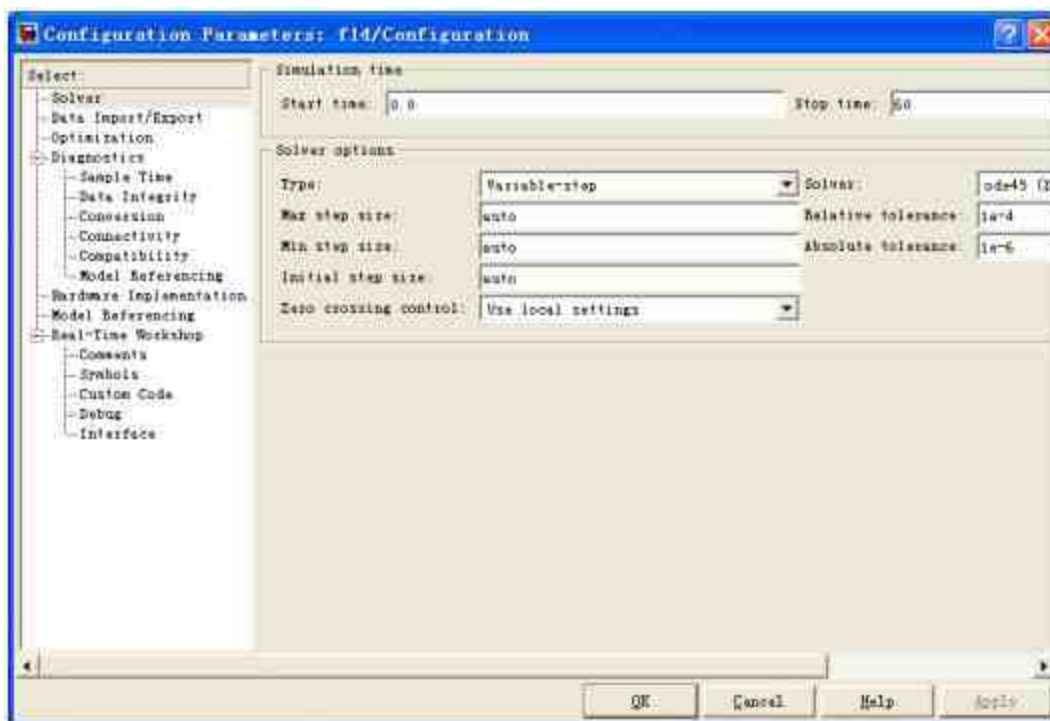 Configuration Parameters: fld/Configuration
Select:
Solver
Data Import/Export
Optimization
Diagnostics
Sample Time
Data Integrity
Conversion
Connectivity
Compatibility
Model Referencing
Hardware Implementation
Model Referencing
Real-Time Workshop
Comments
Symbols
Custom Code
Debug
Interface
Simulation time
Start time: 0.0 Stop time: 60
Solver options
Type: Variable-step Solver: ode45
Max step size: auto Relative tolerance: 1e-4
Min step size: auto Absolute tolerance: 1e-6
Initial step size: auto
Zero crossing control: Use local settings
OK Cancel Help Apply